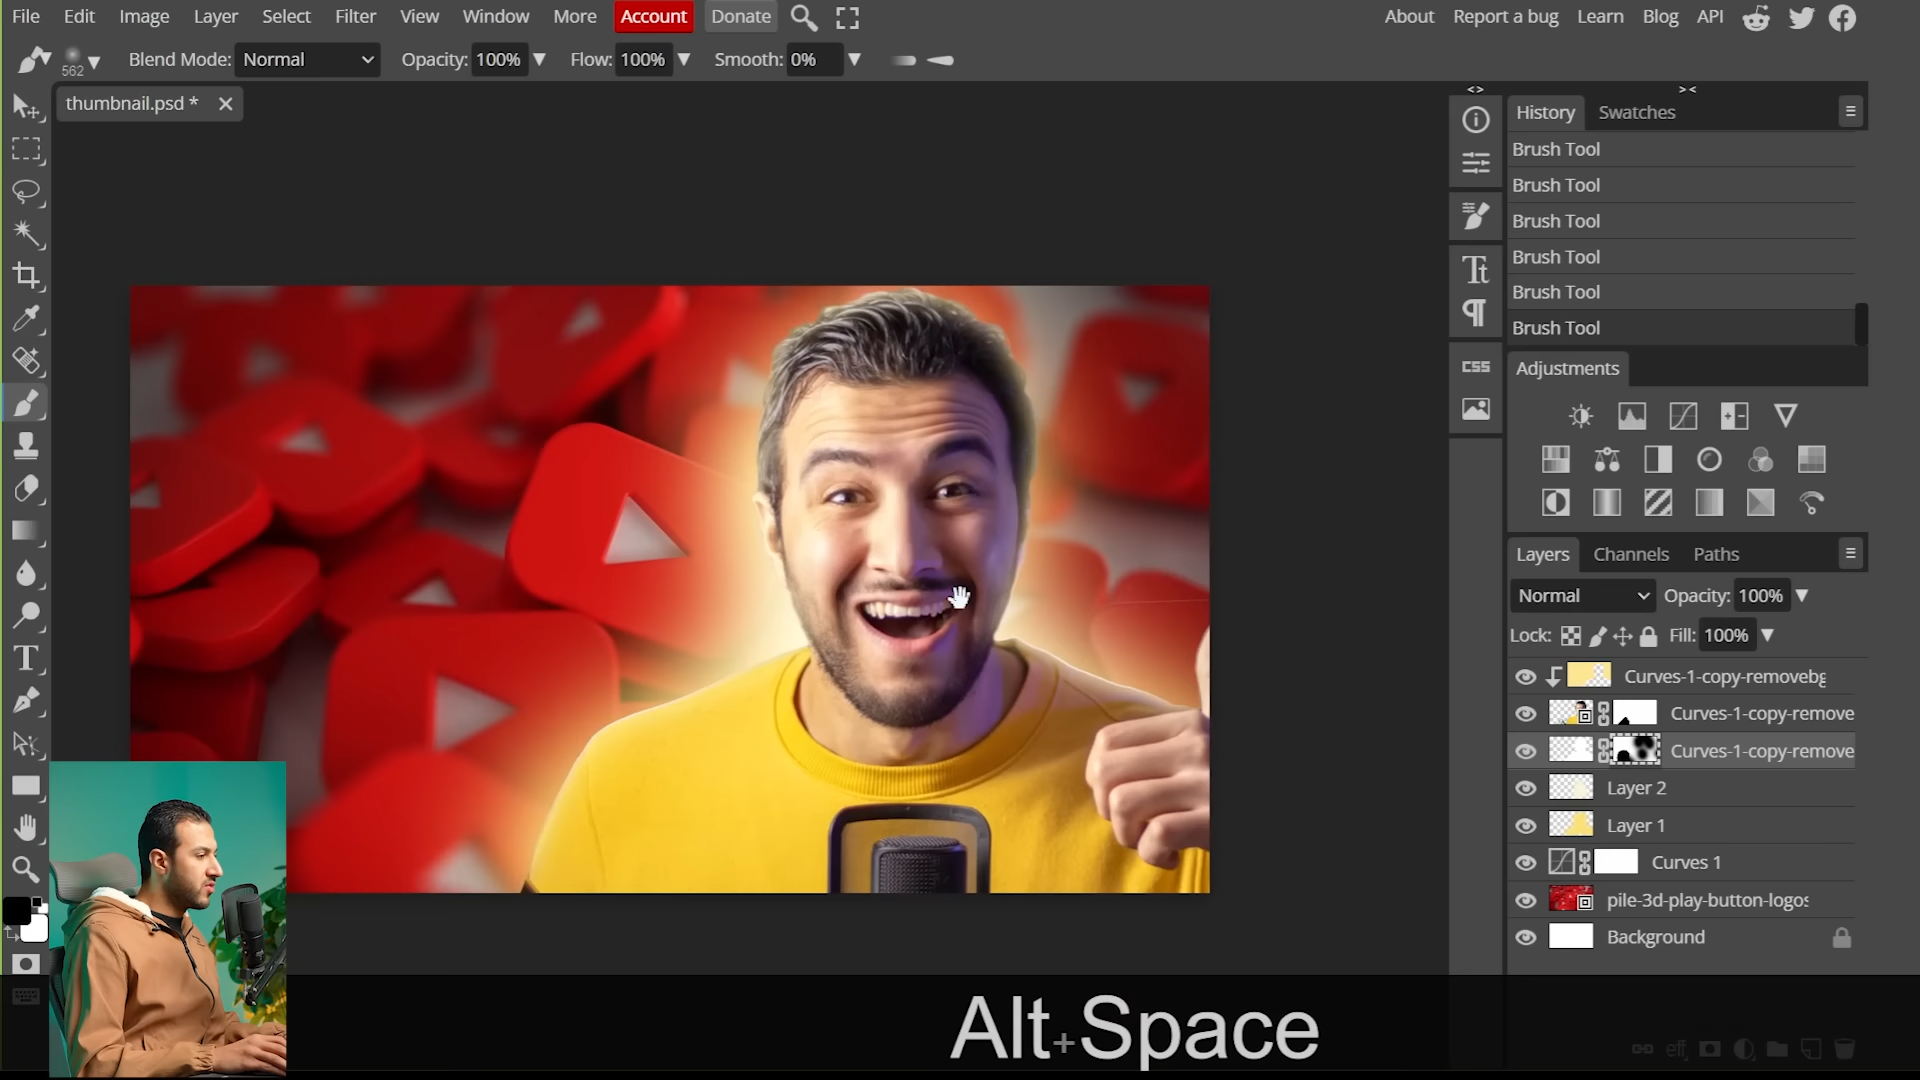 File Edit Image Layer Select Filter View Window More Account Donate About Report a bug Learn Blog API
562 Blend Mode: Normal Opacity: 100% Flow: 100% Smooth: 0%
thumbnail.psd * 
<> ><
History Swatches
Brush Tool
Brush Tool
Brush Tool
Brush Tool
Brush Tool
Brush Tool
CSS
Adjustments
Layers Channels Paths
Normal Opacity: 100%
Lock: Fill: 100%
Curves-1-copy-removebg
Curves-1-copy-remove
Curves-1-copy-remove
Layer 2
Layer 1
Curves 1
pile-3d-play-button-logos
Background
Alt+Space
eff